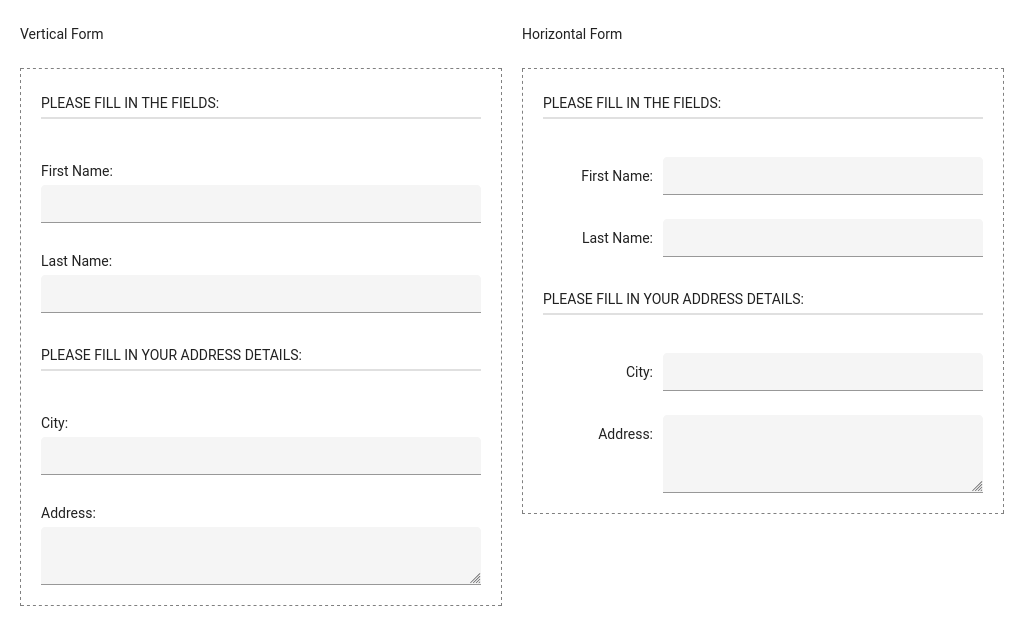 Vertical Form
PLEASE FILL IN THE FIELDS:
First Name:
Last Name:
PLEASE FILL IN YOUR ADDRESS DETAILS:
City:
Address:
Horizontal Form
PLEASE FILL IN THE FIELDS:
First Name:
Last Name:
PLEASE FILL IN YOUR ADDRESS DETAILS:
City:
Address: